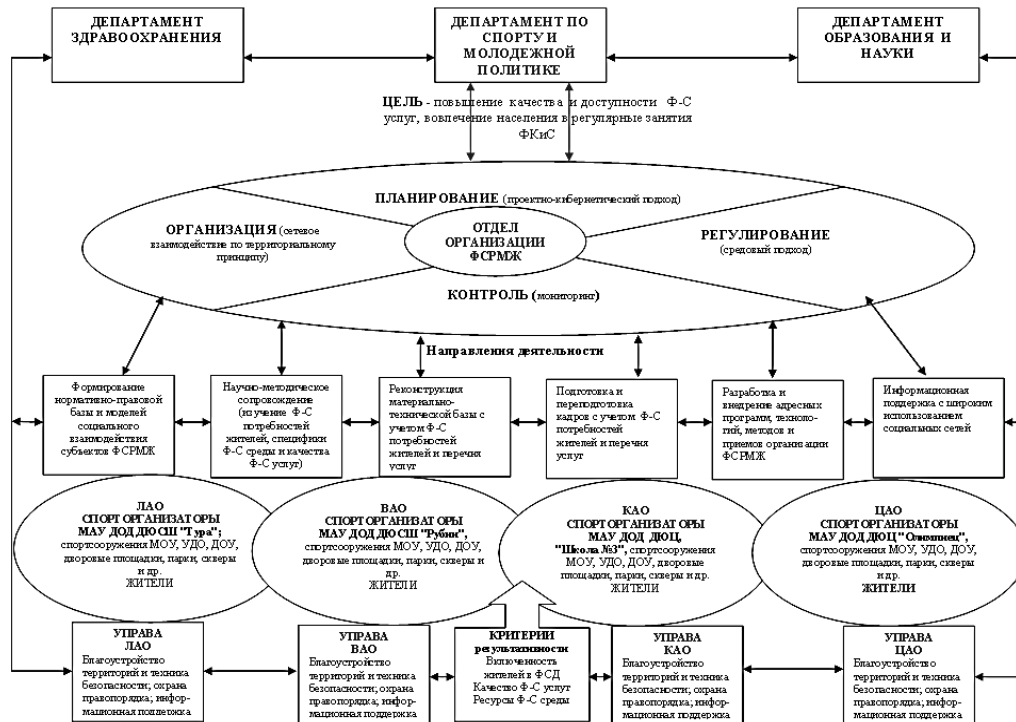 ДЕПАРТАМЕНТ
ЗДРАВООХРАНЕНИЯ
ДЕПАРТАМЕНТ ПО
СПОРТУ И
МОЛОДЕЖНОЙ
ПОЛИТИКЕ
ДЕПАРТАМЕНТ
ОБРАЗОВАНИЯ И
НАУКИ
ЦЕЛЬ - повышение качества и доступности Ф-С
услуг, вовлечение населения в регулярные занятия
ФКиС
ПЛАНИРОВАНИЕ (проектно-кибернетический подход)
ОРГАНИЗАЦИЯ (сетевое
взаимодействие по территориальному
принципу)
ОТДЕЛ
ОРГАНИЗАЦИИ
ФСРМЖ
РЕГУЛИРОВАНИЕ
(средовый подход)
КОНТРОЛЬ (мониторинг)
Направления деятельности
Формирование
нормативно-правовой
базы и моделей
социального
взаимодействия
субъектов ФСРМЖ
Научно-методическое
сопровождение
(изучение Ф-С
потребностей
жителей, специфики
Ф-С среды и качества
Ф-С услуг)
Реконструкция
материально-
технической базы с
учетом Ф-С
потребностей
жителей и перечня
услуг
Подготовка и
переподготовка
кадров с учетом Ф-С
потребностей
жителей и перечня
услуг
Разработка и
внедрение адресных
программ, техноло-
гий, методов и
приемов организации
ФСРМЖ
Информационная
поддержка с широким
использованием
социальных сетей
ЛАО
СПОРТОРГАНИЗАТОРЫ
МАУ ДОД ДЮСШ "Тура";
спортсооружения МОУ, УДО, ДОУ,
дворовые площадки, парки, скверы
и др.
ЖИТЕЛИ
ВАО
СПОРТОРГАНИЗАТОРЫ
МАУ ДОД ДЮСШ "Рубин",
спортсооружения МОУ, УДО, ДОУ,
дворовые площадки, парки, скверы и
др.
ЖИТЕЛИ
КАО
СПОРТОРГАНИЗАТОРЫ
МАУ ДОД ДЮЦ,
"Школа №3", спортсооружения
МОУ, УДО, ДОУ, дворовые
площадки, парки, скверы и др.
ЖИТЕЛИ
ЦАО
СПОРТОРГАНИЗАТОРЫ
МАУ ДОД ДЮЦ "Олимпиец",
спортсооружения МОУ, УДО, ДОУ,
дворовые площадки, парки, скверы и
др.
ЖИТЕЛИ
УПРАВА
ЛАО
Благоустройство
территорий и техника
безопасности; охрана
правопорядка; инфор-
мационная поддержка
УПРАВА
ВАО
Благоустройство
территорий и техника
безопасности; охрана
правопорядка; инфор-
мационная поддержка
КРИТЕРИИ
результативности
Включенность
жителей в ФСД
Качество Ф-С услуг
Ресурсы Ф-С среды
УПРАВА
КАО
Благоустройство
территорий и техника
безопасности; охрана
правопорядка; инфор-
мационная поддержка
УПРАВА
ЦАО
Благоустройство
территорий и техника
безопасности; охрана
правопорядка; инфор-
мационная поддержка